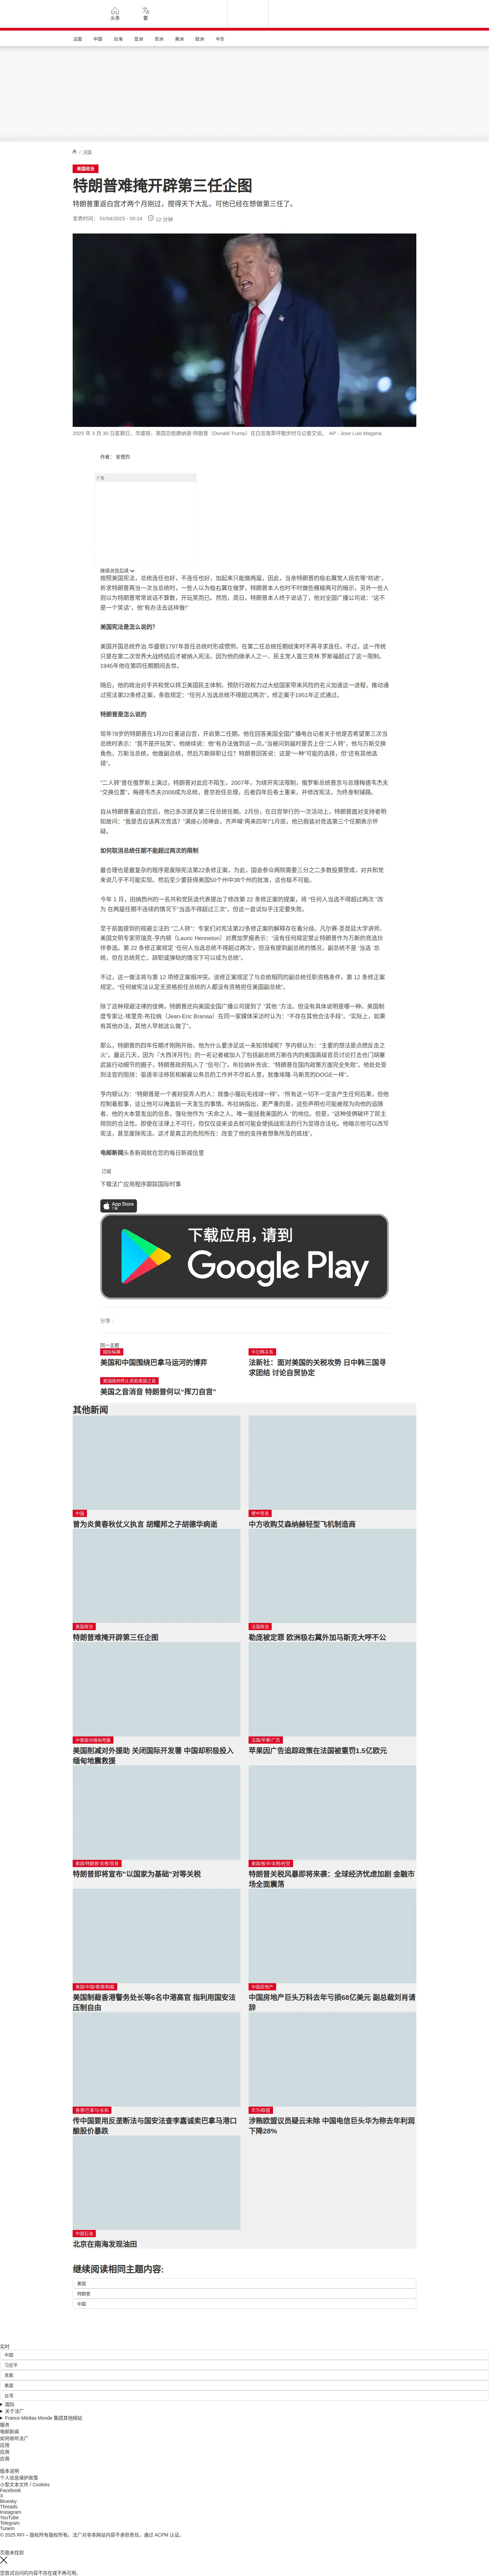 头条
繁
法国
中国
台海
亚洲
非洲
美洲
欧洲
中东
/ 法国
美国政治
特朗普难掩开辟第三任企图
特朗普重返白宫才两个月刚过，搅得天下大乱，可他已经在想做第三任了。
发表时间： 01/04/2025 - 00:24
12 分钟
2025 年 3 月 30 日星期日，华盛顿，美国总统唐纳德·特朗普（Donald Trump）在白宫南草坪散步时与记者交谈。 AP - Jose Luis Magana
作者： 安德烈
广告
继续浏览后续
按照美国宪法，总统连任也好，不连任也好，加起来只能做两届，因此，当亲特朗普的极右翼党人班农等“劝进”，
祈求特朗普再当一次当总统时，一些人以为极右翼在做梦，特朗普本人也时不时做些模棱两可的暗示，另外一些人
则以为特朗普常常说话不算数，开玩笑而已。然而，周日，特朗普本人终于说话了，他对全国广播公司说：“这不
是一个笑话”，他“有办法去这样做!”
美国宪法是怎么说的？
美国开国总统乔治.华盛顿1797年首任总统时形成惯例，在第二任总统任期结束时不再寻求连任。不过，这一传统
只是在第二次世界大战终结后才被纳入宪法。因为他的继承人之一，民主党人富兰克林.罗斯福超过了这一限制，
1945年他在第四任期期间去世。
随后，他的政治对手共和党以捍卫美国民主体制，预防行政权力过大给国家带来风险的名义加速这一进程，推动通
过宪法第22条修正案，条款规定：“任何人当选总统不得超过两次”，修正案于1951年正式通过。
特朗普是怎么说的
现年78岁的特朗普在1月20日重返白宫，开启第二任期。他在回答美国全国广播电台记者关于他是否希望第三次当
总统时表示：“我不是开玩笑”。他继续说：他“有办法做到这一点。”当被问到届时是否上任“二人转”，他与万斯交换
角色，万斯当总统，他做副总统，然后万斯辞职让位？特朗普回答说：这是“一种”可能的选择，但“还有其他选
择”。
“二人转”曾在俄罗斯上演过，特朗普对此应不陌生，2007年，为绕开宪法限制，俄罗斯总统普京与总理梅德韦杰夫
“交换位置”，梅德韦杰夫2008成为总统，普京担任总理，后者四年后卷土重来，并修改宪法，为终身制铺路。
自从特朗普重返白宫后，他已多次提及第三任总统任期。2月份，在白宫举行的一次活动上，特朗普面对支持者明
知故问：“我是否应该再次竞选？”满座心领神会，齐声喊“再来四年!”1月底，他已假装对竞选第三个任期表示怀
疑。
如何取消总统任期不能超过两次的限制
最合理也是最复杂的程序是废除宪法第22条修正案，为此，国会参众两院需要三分之二多数投票赞成，对共和党
来说几乎不可能实现。然后至少要获得美国50个州中38个州的批准，这也极不可能。
今年 1 月，田纳西州的一名共和党民选代表提出了修改第 22 条修正案的提案，将 “任何人当选不得超过两次 ”改
为 在两届任期不连续的情况下“当选不得超过三次”，但这一尝试似乎注定要失败。
至于前面提到的规避立法的 “二人转”：专家们对宪法第22条修正案的解释存在着分歧。凡尔赛-圣昆廷大学讲师、
美国文明专家劳瑞克-亨内顿（Lauric Henneton）对费加罗报表示：“没有任何规定禁止特朗普作为万斯的竞选伙
伴参选。第 22 条修正案规定 ‘任何人当选总统不得超过两次”，但没有提到副总统的情况，副总统不是 ‘当选 ’总
统，但在总统死亡、辞职或弹劾的情况下可以成为总统”。
不过，这一做法将与第 12 项修正案相冲突。该修正案规定了与总统相同的副总统任职资格条件。第 12 条修正案
规定，“任何被宪法认定无资格担任总统的人都没有资格担任美国副总统”。
除了这种规避法律的伎俩，特朗普还向美国全国广播公司提到了 “其他 ”方法。但没有具体说明是哪一种。美国制
度专家让-埃里克-布拉纳（Jean-Eric Branaa）在同一家媒体采访时认为：“不存在其他合法手段”。“实际上，如果
有其他办法，其他人早就这么做了”。
那么，特朗普的四年任期才刚刚开始，他为什么要涉足这一未知领域呢？亨内顿认为：“主要的想法是点燃反击之
火”。最近几天，因为『大西洋月刊』的一名记者被加入了包括副总统万斯在内的美国高级官员讨论打击也门胡塞
武装行动细节的圈子，特朗普政府陷入了 “信号门”。布拉纳补充说：“特朗普在国内政策方面完全失败”。他处处受
到法官的阻挠：驱逐非法移民和解雇公务员的工作并不尽如人意，就像埃隆-马斯克的DOGE一样”。
亨内顿认为：“特朗普是一个喜好捉弄人的人：就像小猫玩毛线球一样”。“所有这一切不一定会产生任何后果，但他
控制着叙事，这让他可以掩盖前一天发生的事情。布拉纳指出，更严重的是，这些声明也可能被视为向他的追随
者、他的大本营发出的信息，强化他作为 “天命之人、唯一能拯救美国的人 ”的地位。但是，“这种谈侠破坏了民主
规则的合法性。即使在法律上不可行，但仅仅谈来谈去就可能会使挑战宪法的行为显得合法化。他暗示他可以改写
宪法，甚至废除宪法。这才是真正的危险所在：改变了他的支持者想象所及的底线”。
电邮新闻头条新闻就在您的每日新闻信里
订阅
下载法广应用程序跟踪国际时事
App Store
下载
下载应用，请到
Google Play
分享 :
同一主题
国际纵横
美国和中国围绕巴拿马运河的博弈
中日韩关系
法新社：面对美国的关税攻势 日中韩三国寻
求团结 讨论自贸协定
美国政府终止资助美国之音
美国之音消音 特朗普何以“挥刀自宫”
其他新闻
中国
曾为炎黄春秋仗义执言 胡耀邦之子胡德华病逝
德中贸易
中方收购艾森纳赫轻型飞机制造商
美国政治
特朗普难掩开辟第三任企图
法国政治
勒庞被定罪 欧洲极右翼外加马斯克大呼不公
中美面对缅甸地震
美国削减对外援助 关闭国际开发署 中国却积极投入
缅甸地震救援
法国/苹果/广告
苹果因广告追踪政策在法国被重罚1.5亿欧元
美国/特朗普/关税/贸易
特朗普即将宣布“以国家为基础”对等关税
美国/股市/关税/经贸
特朗普关税风暴即将来袭：全球经济忧虑加剧 金融市
场全面震荡
美国/中国/香港/制裁
美国制裁香港警务处长等6名中港高官 指利用国安法
压制自由
中国房地产
中国房地产巨头万科去年亏损68亿美元 副总裁刘肖请
辞
香港/巴拿马/长和
传中国要用反垄断法与国安法查李嘉诚卖巴拿马港口
酿股价暴跌
华为/欧盟
涉贿欧盟议员疑云未除 中国电信巨头华为称去年利润
下降28%
中国石油
北京在南海发现油田
继续阅读相同主题内容:
美国
特朗普
中国
实时
中国
习近平
贪腐
美国
台湾
国际
关于法广
France Médias Monde 集团其他网站
服务
电邮新闻
如何收听法广
应用
应用
应用
版本说明
个人信息保护政策
小型文本文件 / Cookies
Facebook
X
Bluesky
Threads
Instagram
YouTube
Telegram
TuneIn
© 2025 RFI – 版权所有版权所有。法广对非本网站内容不承担责任。通过 ACPM 认证。
页面未找到
您尝试访问的内容不存在或不再可用。